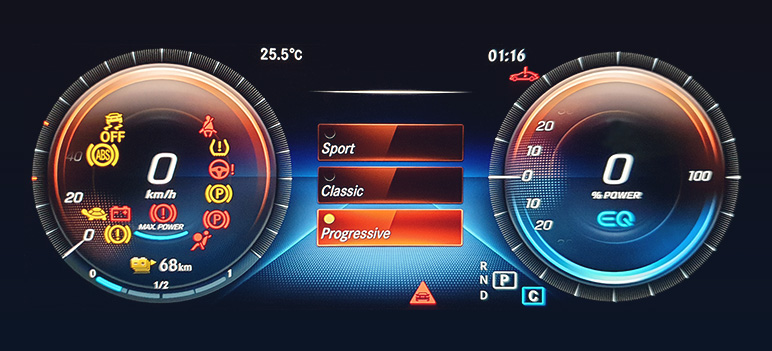 25.5°C
01:16
OFF
ABS
40
0
km/h
20
0
MAX. POWER
P
P
68km
0
1/2
1
Sport
Classic
Progressive
R
N
D
P
C
20
10
0
10
20
0
% POWER
EQ
100